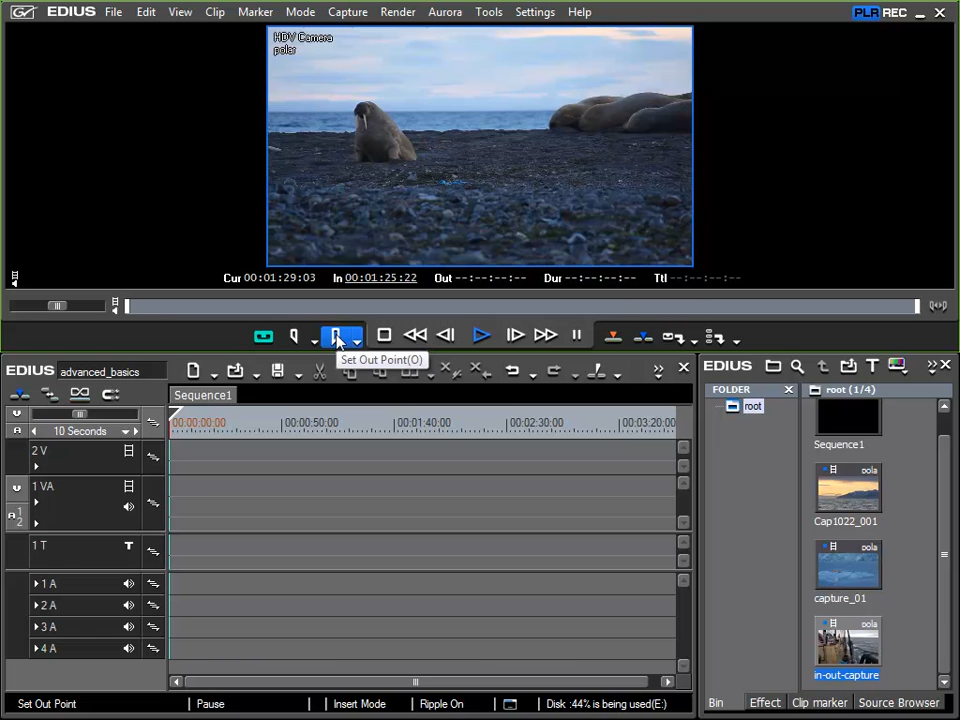 EDIUS File Edit View Clip Marker Mode Capture Render Aurora Tools Settings Help PLR REC
HDV Camera
polar
Cur 00:01:29:03 In 00:01:25:22 Out --:--:--:-- Dur --:--:--:-- Ttl --:--:--:--
Set Out Point(O)
EDIUS advanced_basics
Sequence1
10 Seconds
00:00:00:00 00:00:50:00 00:01:40:00 00:02:30:00 00:03:20:00
2 V
1 VA
A 1 2
1 T T
1 A
2 A
3 A
4 A
EDIUS T
FOLDER root (1/4)
root
Sequence1
pola
Cap1022_001
pola
capture_01
pola
in-out-capture
Bin Effect Clip marker Source Browser
Set Out Point Pause Insert Mode Ripple On Disk :44% is being used(E:)